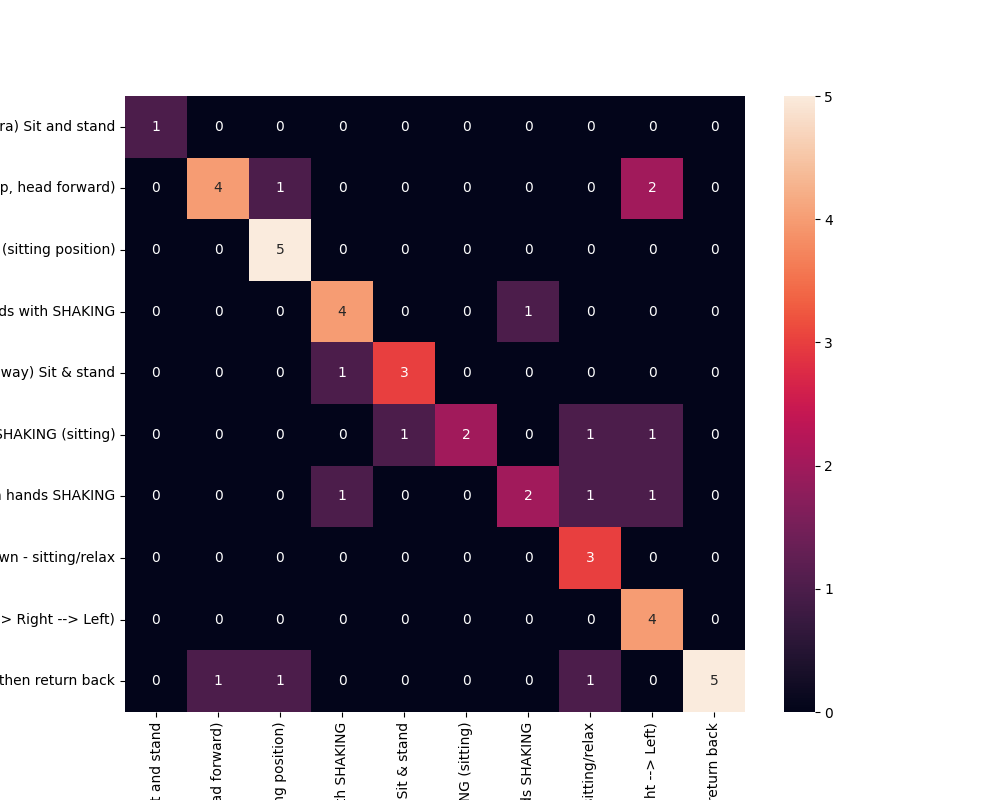 ra) Sit and stand 1 0 0 0 0 0 0 0 0 0
p, head forward) 0 4 1 0 0 0 0 0 2 0
(sitting position) 0 0 5 0 0 0 0 0 0 0
ds with SHAKING 0 0 0 4 0 0 1 0 0 0
way) Sit & stand 0 0 0 1 3 0 0 0 0 0
SHAKING (sitting) 0 0 0 0 1 2 0 1 1 0
hands SHAKING 0 0 0 1 0 0 2 1 1 0
wn - sitting/relax 0 0 0 0 0 0 0 3 0 0
> Right --> Left) 0 0 0 0 0 0 0 0 4 0
then return back 0 1 1 0 0 0 0 1 0 5
t and stand
ad forward)
ng position)
th SHAKING
Sit & stand
NG (sitting)
ds SHAKING
sitting/relax
ht --> Left)
return back
5
4
3
2
1
0